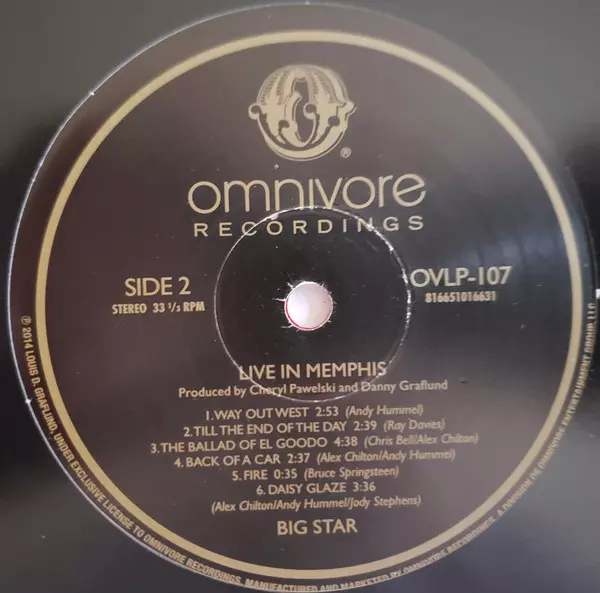 ®
omnivore
RECORDINGS
SIDE 2
STEREO 33 1/3 RPM
OVLP-107
816651016631
LIVE IN MEMPHIS
Produced by Cheryl Pawelski and Danny Graflund
1. WAY OUT WEST 2:53 (Andy Hummel)
2. TILL THE END OF THE DAY 2:39 (Ray Davies)
3. THE BALLAD OF EL GOODO 4:38 (Chris Bell/Alex Chilton)
4. BACK OF A CAR 2:37 (Alex Chilton/Andy Hummel)
5. FIRE 0:35 (Bruce Springsteen)
6. DAISY GLAZE 3:36
(Alex Chilton/Andy Hummel/Jody Stephens)
BIG STAR
℗2014 LOUIS D. GRAFLUND, UNDER EXCLUSIVE LICENSE TO OMNIVORE RECORDINGS. MANUFACTURED AND MARKETED BY OMNIVORE RECORDINGS, A DIVISION OF OMNIVORE ENTERTAINMENT GROUP, LLC